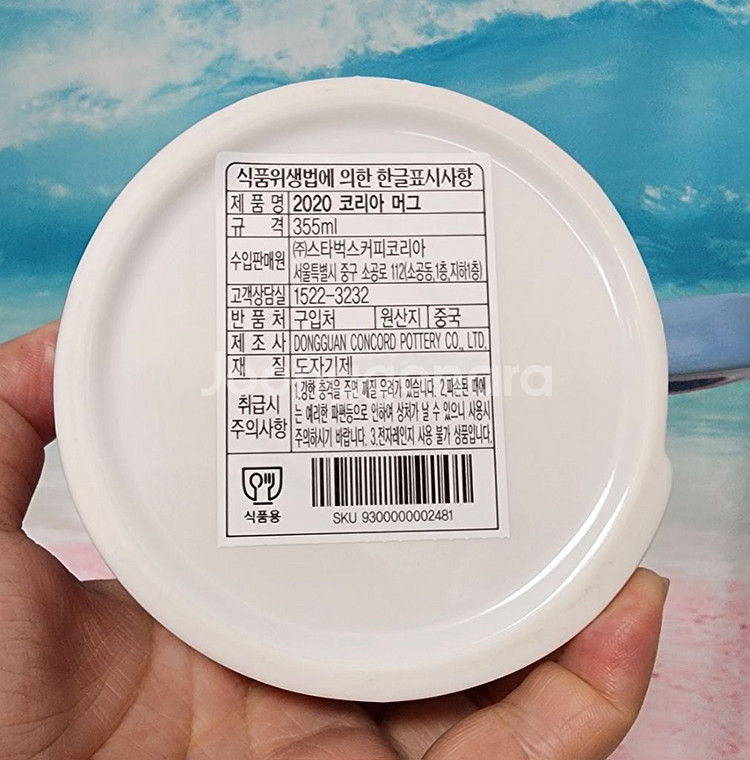 식품위생법에 의한 한글표시사항
제 품 명 2020 코리아 머그
규 격 355ml
수입판매원 ㈜스타벅스커피코리아
서울특별시 중구 소공로 112(소공동,1층,지하1층)
고객상담실 1522-3232
반 품 처 구입처 원산지 중국
제 조 사 DONGGUAN CONCORD POTTERY CO., LTD.
재 질 도자기제
취급시 주의사항 1.강한 충격을 주면 깨질 우려가 있습니다. 2.파손된 때에
는 예리한 파편등으로 인하여 상처가 날 수 있으니 사용시
주의하시기 바랍니다. 3.전자레인지 사용 불가 상품입니다.
식품용
SKU 9300000002481
Joonggonara